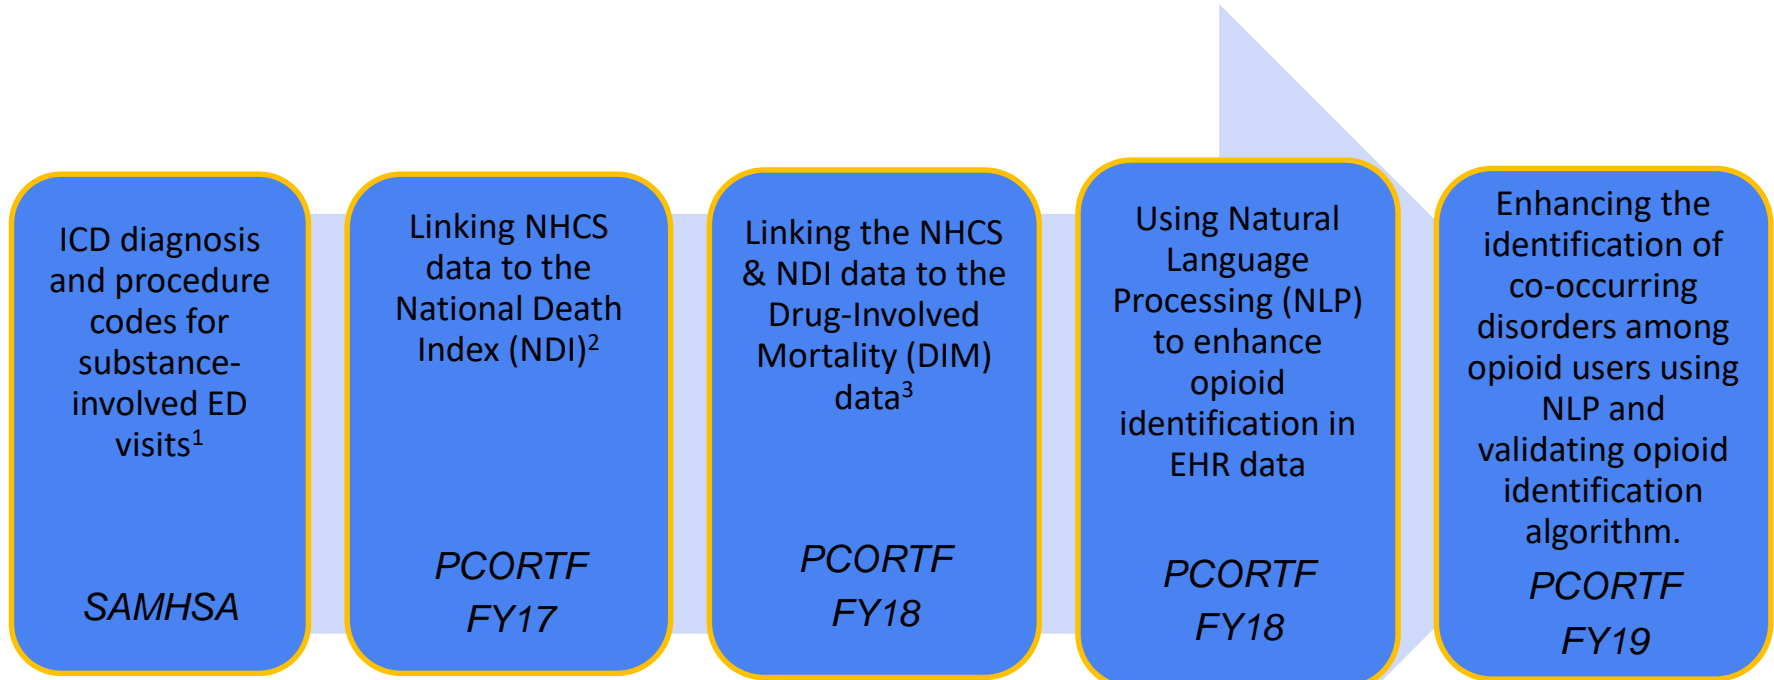 ICD diagnosis
and procedure
codes for
substance-
involved ED
visits¹
SAMHSA
Linking NHCS
data to the
National Death
Index (NDI)²
PCORTF
FY17
Linking the NHCS
& NDI data to the
Drug-Involved
Mortality (DIM)
data³
PCORTF
FY18
Using Natural
Language
Processing (NLP)
to enhance
opioid
identification in
EHR data
PCORTF
FY18
Enhancing the
identification of
co-occurring
disorders among
opioid users using
NLP and
validating opioid
identification
algorithm.
PCORTF
FY19